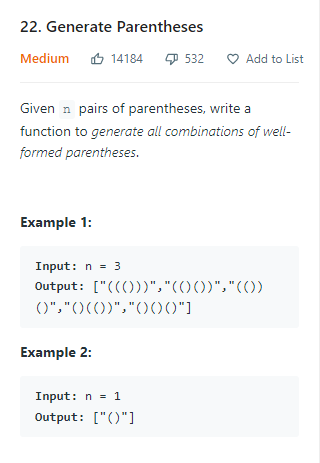 22. Generate Parentheses
Medium 14184 532 Add to List
Given n pairs of parentheses, write a
function to generate all combinations of well-
formed parentheses.
Example 1:
Input: n = 3
Output: ["((()))","(()())","(())
()","()(())","()()()"]
Example 2:
Input: n = 1
Output: ["()"]